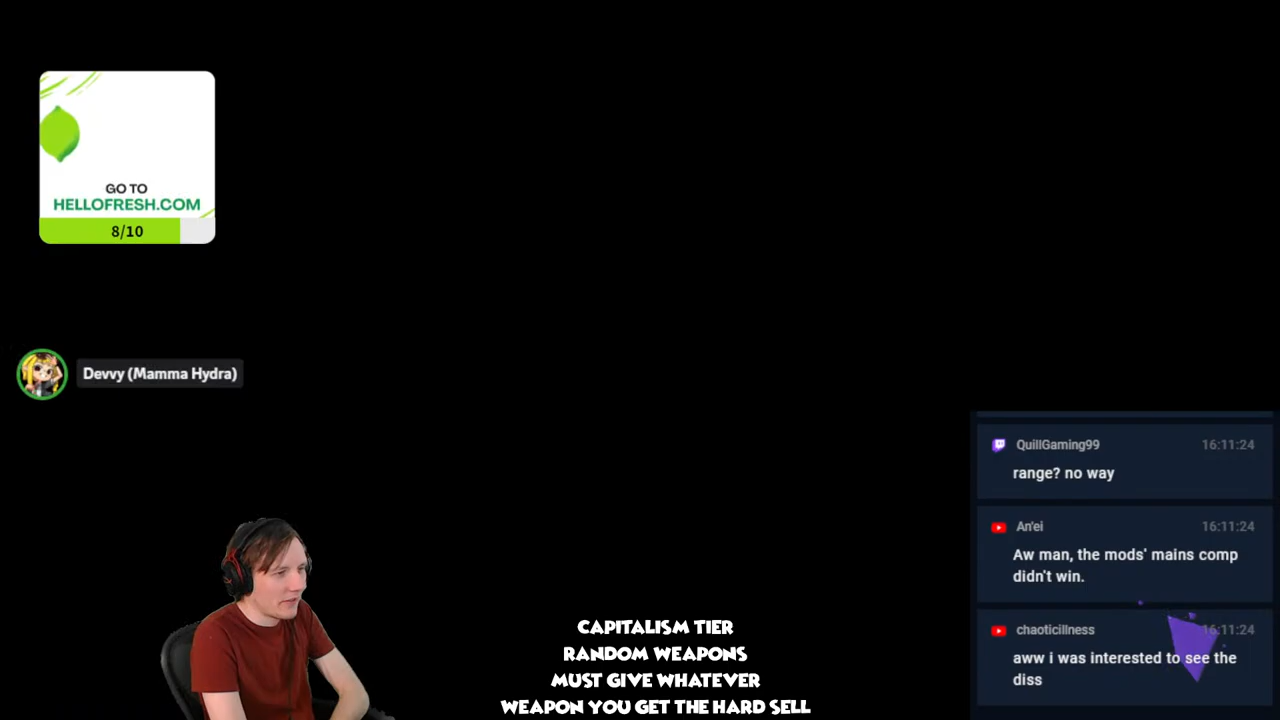 GO TO
HELLOFRESH.COM
8/10
Devvy (Mamma Hydra)
QuillGaming99 16:11:24
range? no way
An'ei 16:11:24
Aw man, the mods' mains comp
didn't win.
chaoticillness 16:11:24
aww i was interested to see the
diss
CAPITALISM TIER
RANDOM WEAPONS
MUST GIVE WHATEVER
WEAPON YOU GET THE HARD SELL